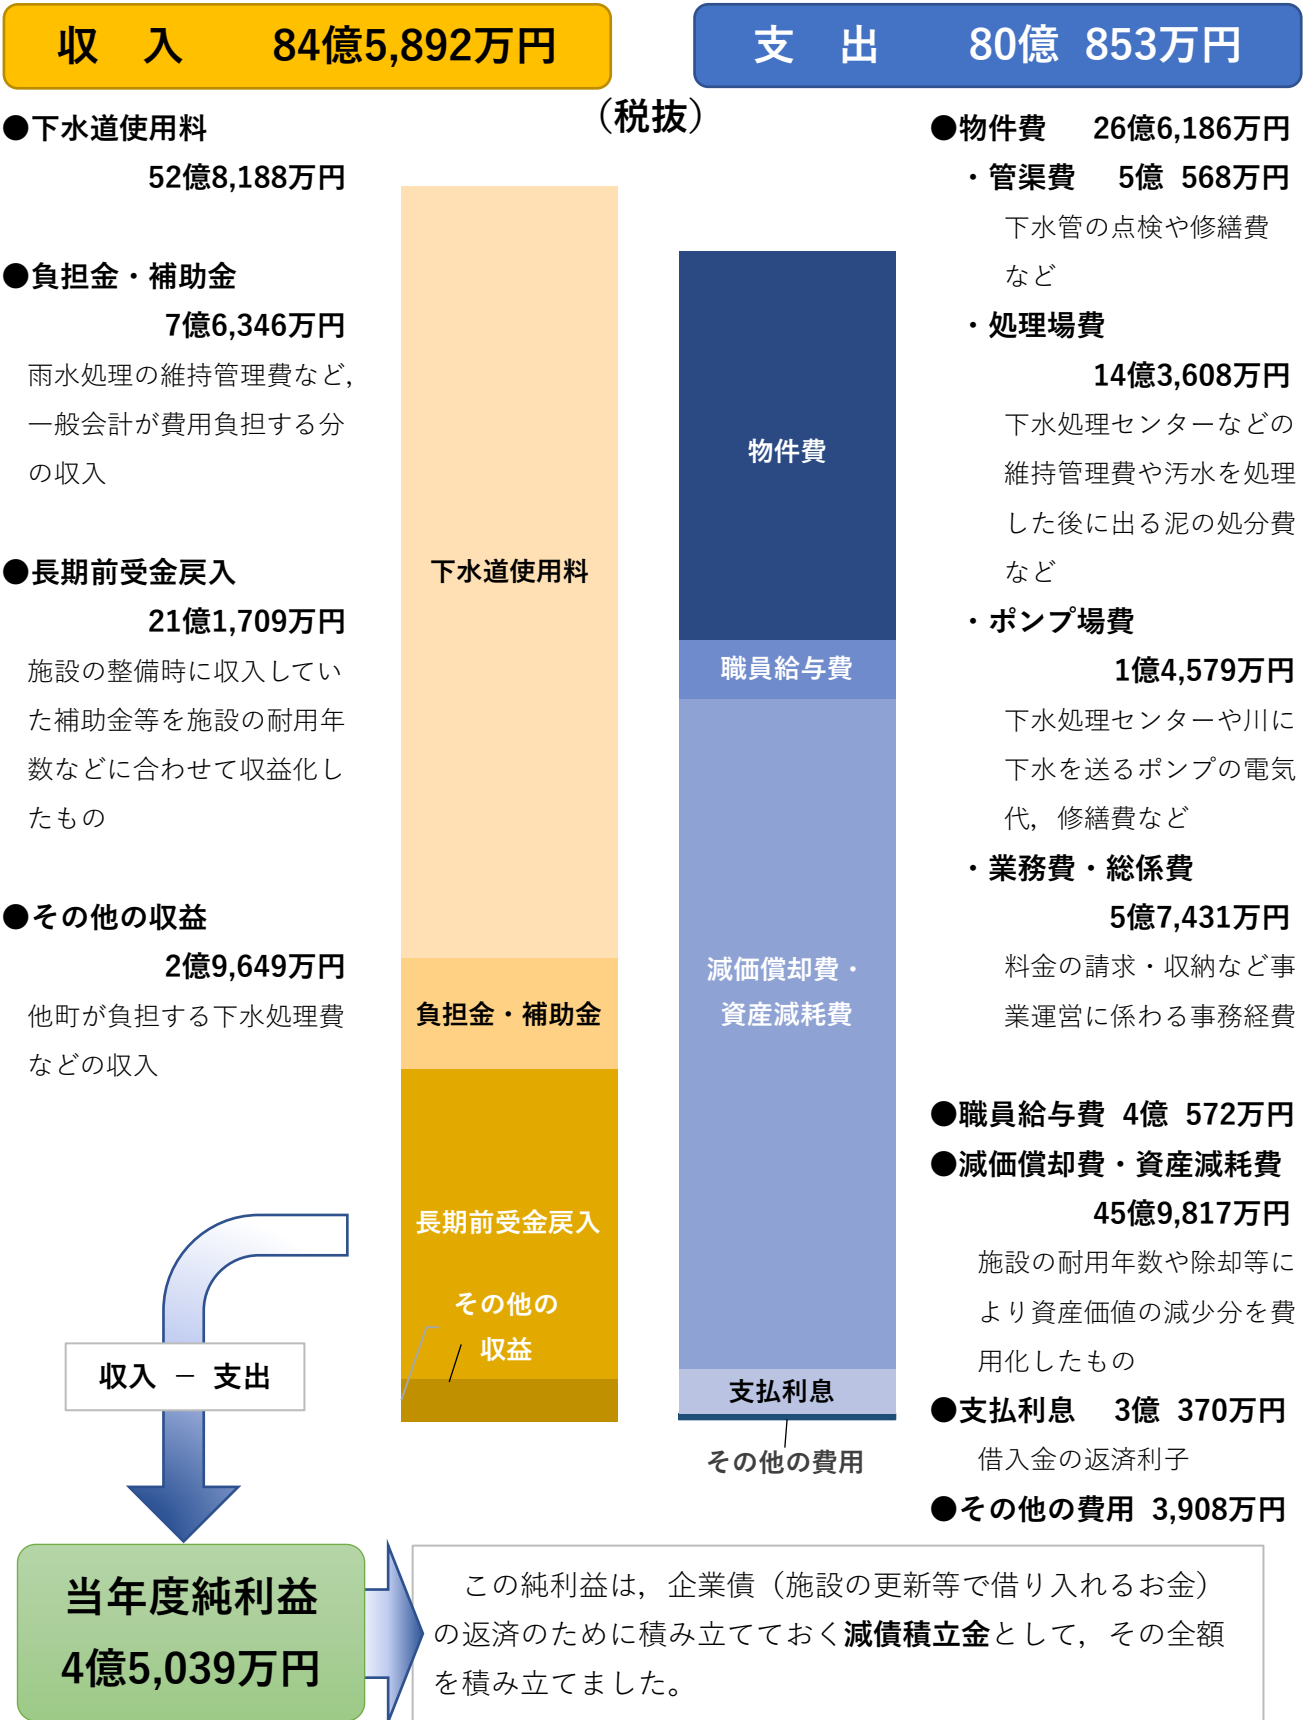 収　入　　84億5,892万円
支　出　　80億 853万円
（税抜）
●下水道使用料
52億8,188万円
●負担金・補助金
7億6,346万円
雨水処理の維持管理費など，
一般会計が費用負担する分
の収入
●長期前受金戻入
21億1,709万円
施設の整備時に収入してい
た補助金等を施設の耐用年
数などに合わせて収益化し
たもの
●その他の収益
2億9,649万円
他町が負担する下水処理費
などの収入
下水道使用料
負担金・補助金
長期前受金戻入
その他の
収益
物件費
職員給与費
減価償却費・
資産減耗費
支払利息
その他の費用
●物件費　26億6,186万円
・管渠費　5億 568万円
下水管の点検や修繕費
など
・処理場費
14億3,608万円
下水処理センターなどの
維持管理費や汚水を処理
した後に出る泥の処分費
など
・ポンプ場費
1億4,579万円
下水処理センターや川に
下水を送るポンプの電気
代，修繕費など
・業務費・総係費
5億7,431万円
料金の請求・収納など事
業運営に係わる事務経費
●職員給与費 4億 572万円
●減価償却費・資産減耗費
45億9,817万円
施設の耐用年数や除却等に
より資産価値の減少分を費
用化したもの
●支払利息　3億 370万円
借入金の返済利子
●その他の費用 3,908万円
収入 － 支出
当年度純利益
4億5,039万円
この純利益は，企業債（施設の更新等で借り入れるお金）
の返済のために積み立てておく減債積立金として，その全額
を積み立てました。